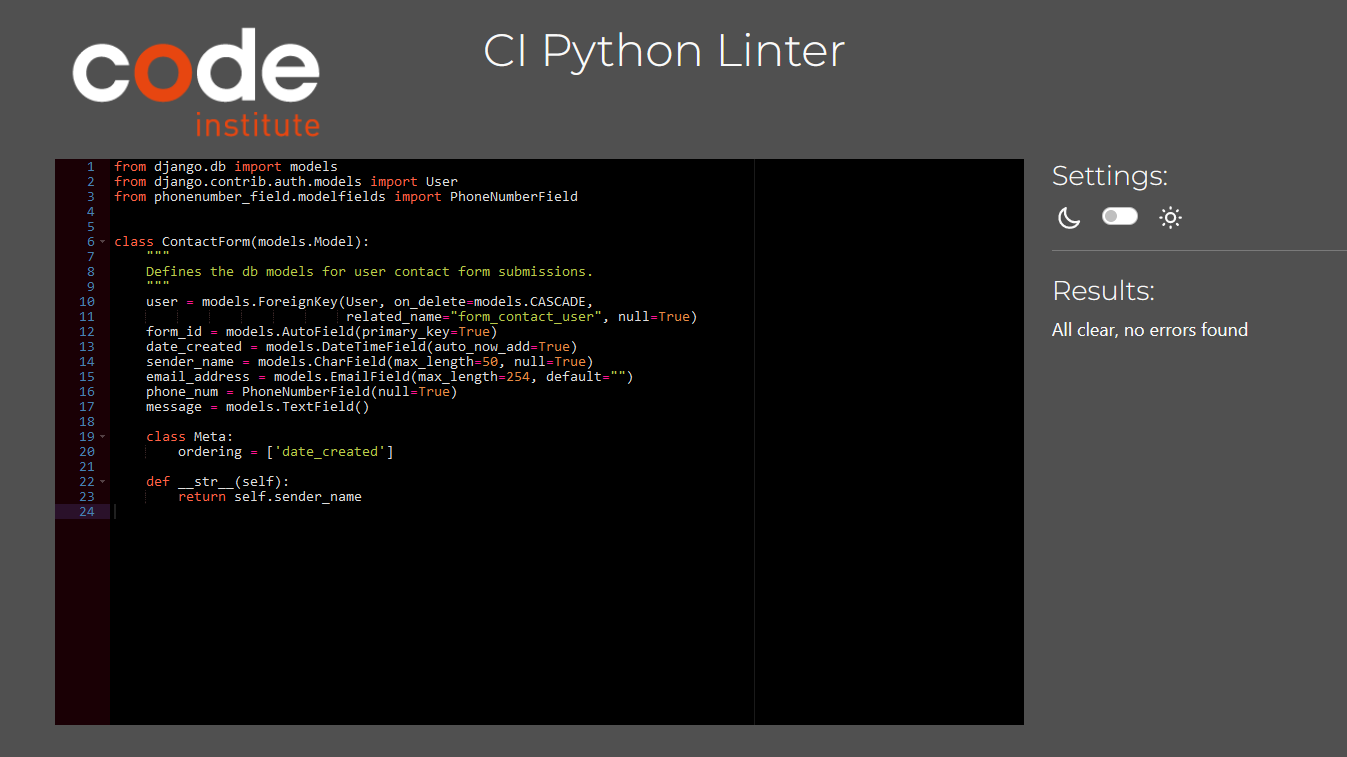 code
institute
CI Python Linter
1 from django.db import models
2 from django.contrib.auth.models import User
3 from phonenumber_field.modelfields import PhoneNumberField
4
5
6 class ContactForm(models.Model):
7     """
8     Defines the db models for user contact form submissions.
9     """
10     user = models.ForeignKey(User, on_delete=models.CASCADE,
11                              related_name="form_contact_user", null=True)
12     form_id = models.AutoField(primary_key=True)
13     date_created = models.DateTimeField(auto_now_add=True)
14     sender_name = models.CharField(max_length=50, null=True)
15     email_address = models.EmailField(max_length=254, default="")
16     phone_num = PhoneNumberField(null=True)
17     message = models.TextField()
18
19     class Meta:
20         ordering = ['date_created']
21
22     def __str__(self):
23         return self.sender_name
24
Settings:
Results:
All clear, no errors found